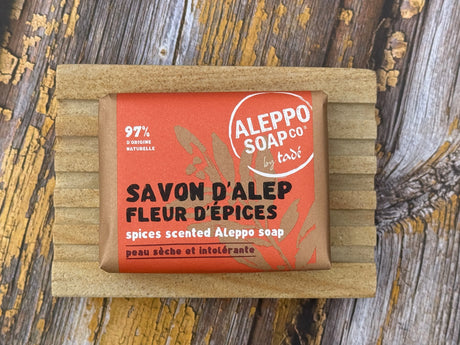 97%
D'ORIGINE
NATURELLE
ALEPPO
SOAP CO
by tadé
SAVON D'ALEP
FLEUR D'ÉPICES
spices scented Aleppo soap
peau sèche et intolérante